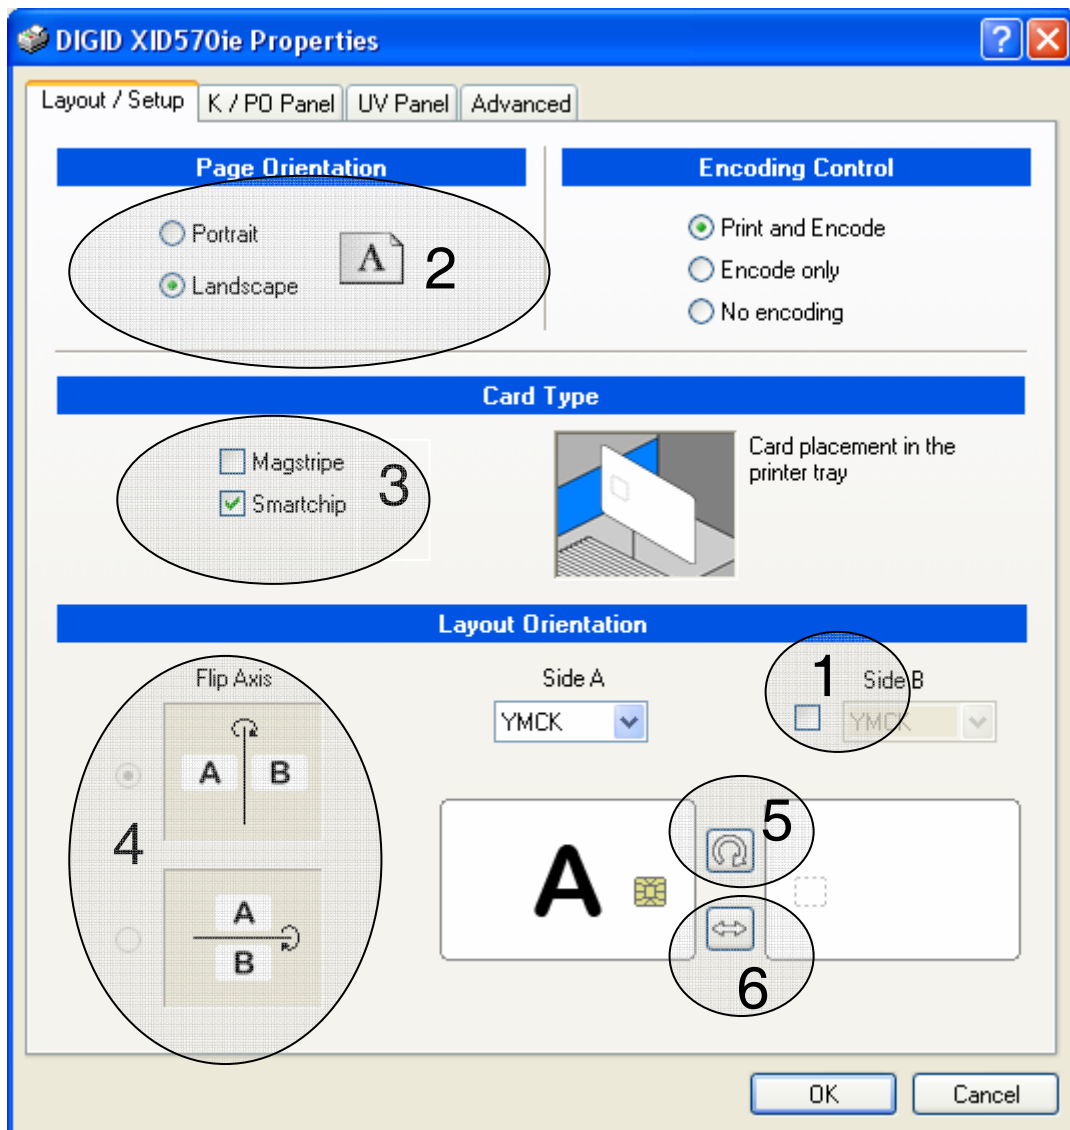 DIGID XID570ie Properties
Layout / Setup
K / PO Panel
UV Panel
Advanced
Page Orientation
Portrait
Landscape
A
2
Encoding Control
Print and Encode
Encode only
No encoding
Card Type
Magstripe
Smartchip
3
Card placement in the
printer tray
Layout Orientation
Flip Axis
A B
A
B
4
Side A
YMCK
1
Side B
YMCK
A
5
6
OK
Cancel